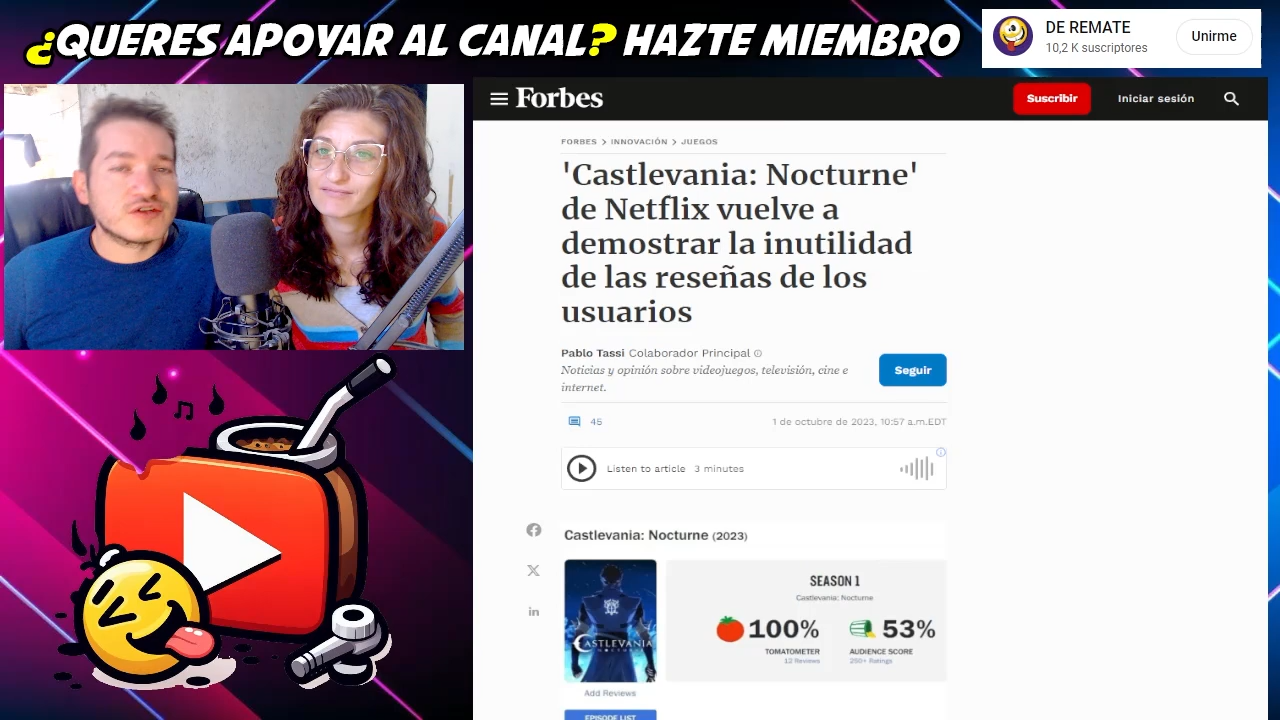 ¿QUERES APOYAR AL CANAL? HAZTE MIEMBRO
DE REMATE
10,2 K suscriptores
Unirme
Forbes
Suscribir
Iniciar sesión
FORBES > INNOVACIÓN > JUEGOS
'Castlevania: Nocturne'
de Netflix vuelve a
demostrar la inutilidad
de las reseñas de los
usuarios
Pablo Tassi Colaborador Principal
Noticias y opinión sobre videojuegos, televisión, cine e
internet.
Seguir
45
1 de octubre de 2023, 10:57 a.m.EDT
Listen to article 3 minutes
Castlevania: Nocturne (2023)
CASTLEVANIA
NOCTURNE
SEASON 1
Castlevania: Nocturne
100%
53%
TOMATOMETER
AUDIENCE SCORE
12 Reviews
250+ Ratings
Add Reviews
EPISODE LIST